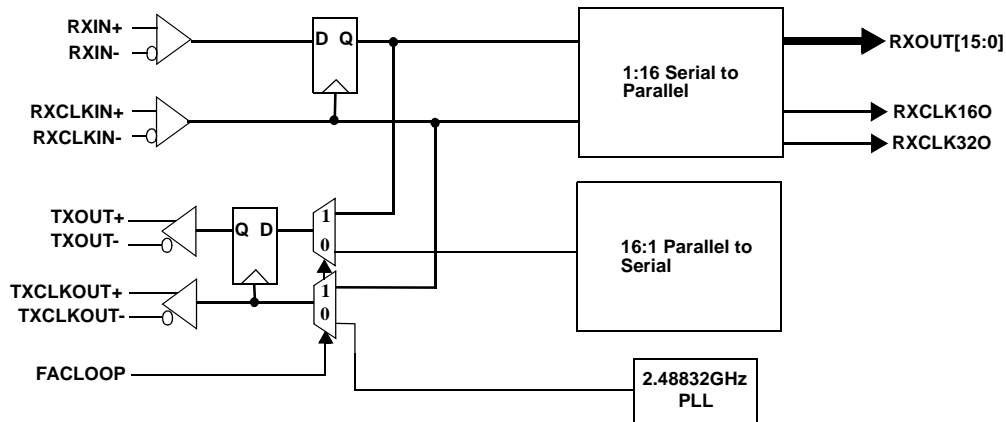 RXIN+
RXIN-
D Q
1:16 Serial to
Parallel
RXOUT[15:0]
RXCLKIN+
RXCLKIN-
RXCLK16O
RXCLK32O
TXOUT+
TXOUT-
Q D
1
0
16:1 Parallel to
Serial
TXCLKOUT+
TXCLKOUT-
1
0
FACLOOP
2.48832GHz
PLL